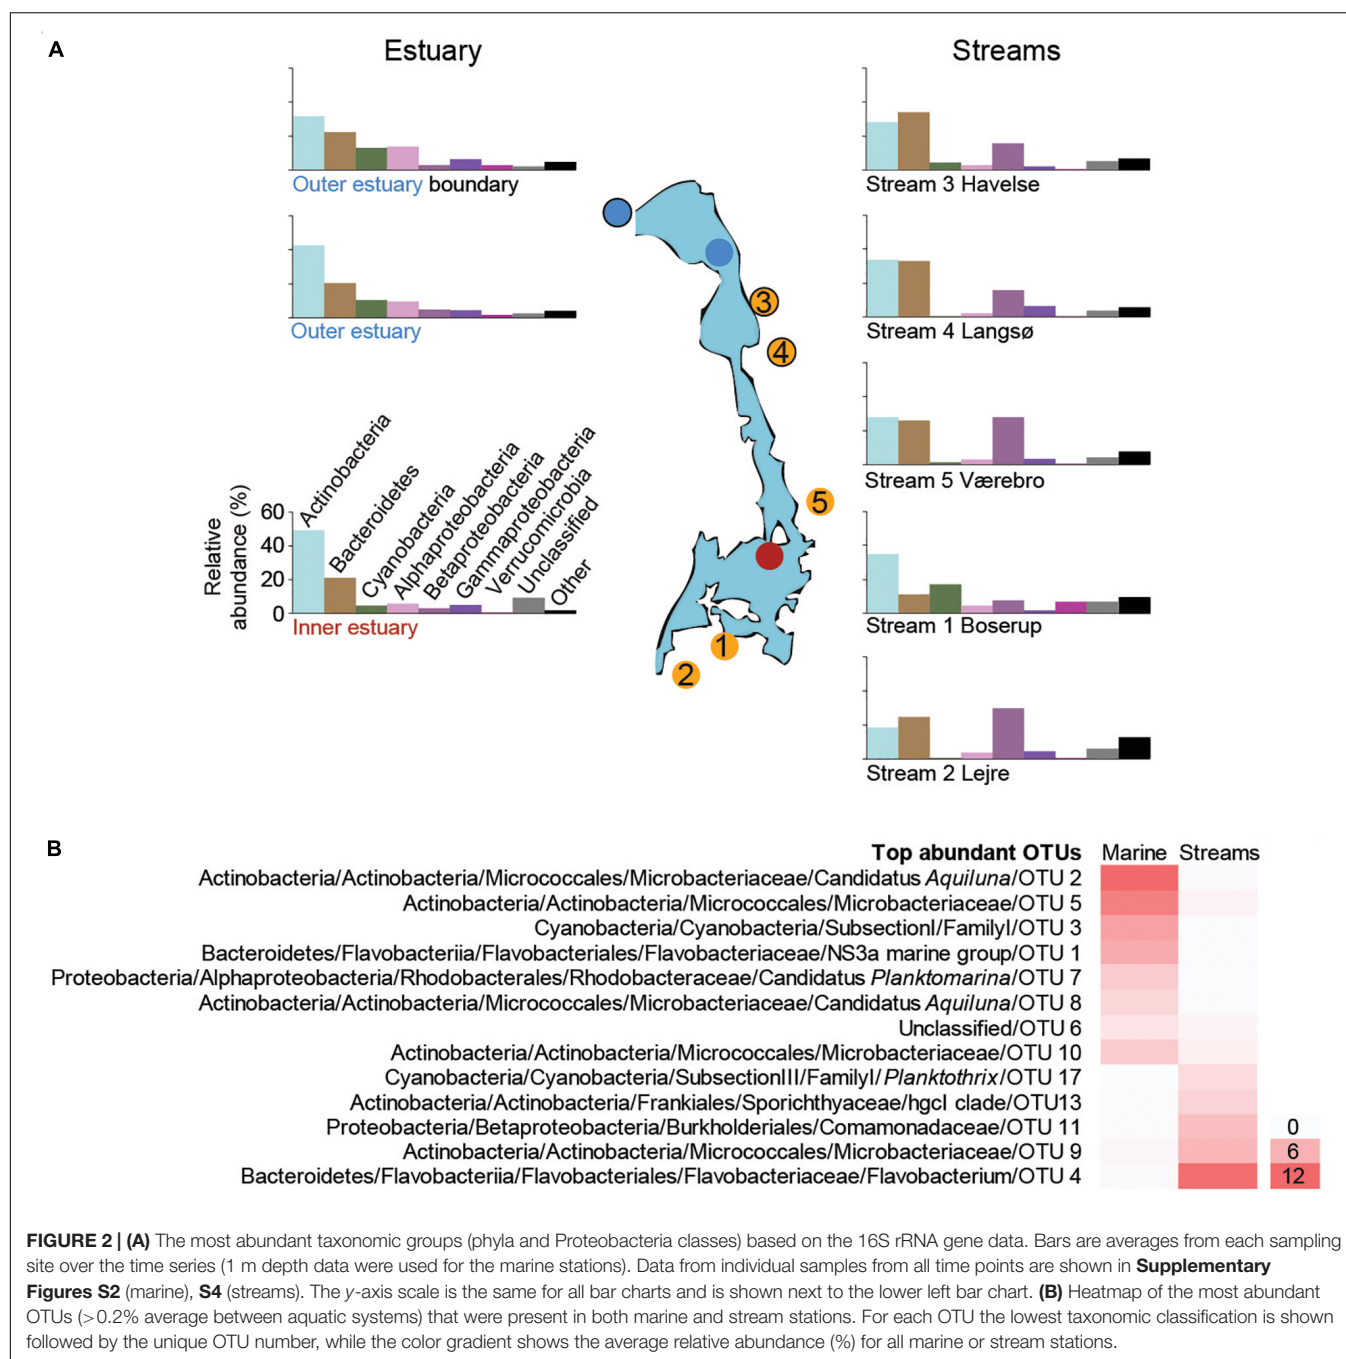 A
Estuary
Streams
Outer estuary boundary
Stream 3 Havelse
Outer estuary
Stream 4 Langsø
3
4
5
1
2
Stream 5 Værebro
Relative
abundance (%)
60
40
20
0
Actinobacteria
Bacteroidetes
Cyanobacteria
Alphaproteobacteria
Betaproteobacteria
Gammaproteobacteria
Verrucomicrobia
Unclassified
Other
Inner estuary
Stream 1 Boserup
Stream 2 Lejre
B
Top abundant OTUs Marine Streams
Actinobacteria/Actinobacteria/Micrococcales/Microbacteriaceae/Candidatus Aquiluna/OTU 2
Actinobacteria/Actinobacteria/Micrococcales/Microbacteriaceae/OTU 5
Cyanobacteria/Cyanobacteria/SubsectionI/FamilyI/OTU 3
Bacteroidetes/Flavobacteriia/Flavobacteriales/Flavobacteriaceae/NS3a marine group/OTU 1
Proteobacteria/Alphaproteobacteria/Rhodobacterales/Rhodobacteraceae/Candidatus Planktomarina/OTU 7
Actinobacteria/Actinobacteria/Micrococcales/Microbacteriaceae/Candidatus Aquiluna/OTU 8
Unclassified/OTU 6
Actinobacteria/Actinobacteria/Micrococcales/Microbacteriaceae/OTU 10
Cyanobacteria/Cyanobacteria/SubsectionIII/FamilyI/Planktothrix/OTU 17
Actinobacteria/Actinobacteria/Frankiales/Sporichthyaceae/hgcI clade/OTU13
Proteobacteria/Betaproteobacteria/Burkholderiales/Comamonadaceae/OTU 11
Actinobacteria/Actinobacteria/Micrococcales/Microbacteriaceae/OTU 9
Bacteroidetes/Flavobacteriia/Flavobacteriales/Flavobacteriaceae/Flavobacterium/OTU 4
0
6
12
FIGURE 2 | (A) The most abundant taxonomic groups (phyla and Proteobacteria classes) based on the 16S rRNA gene data. Bars are averages from each sampling
site over the time series (1 m depth data were used for the marine stations). Data from individual samples from all time points are shown in Supplementary
Figures S2 (marine), S4 (streams). The y-axis scale is the same for all bar charts and is shown next to the lower left bar chart. (B) Heatmap of the most abundant
OTUs (>0.2% average between aquatic systems) that were present in both marine and stream stations. For each OTU the lowest taxonomic classification is shown
followed by the unique OTU number, while the color gradient shows the average relative abundance (%) for all marine or stream stations.